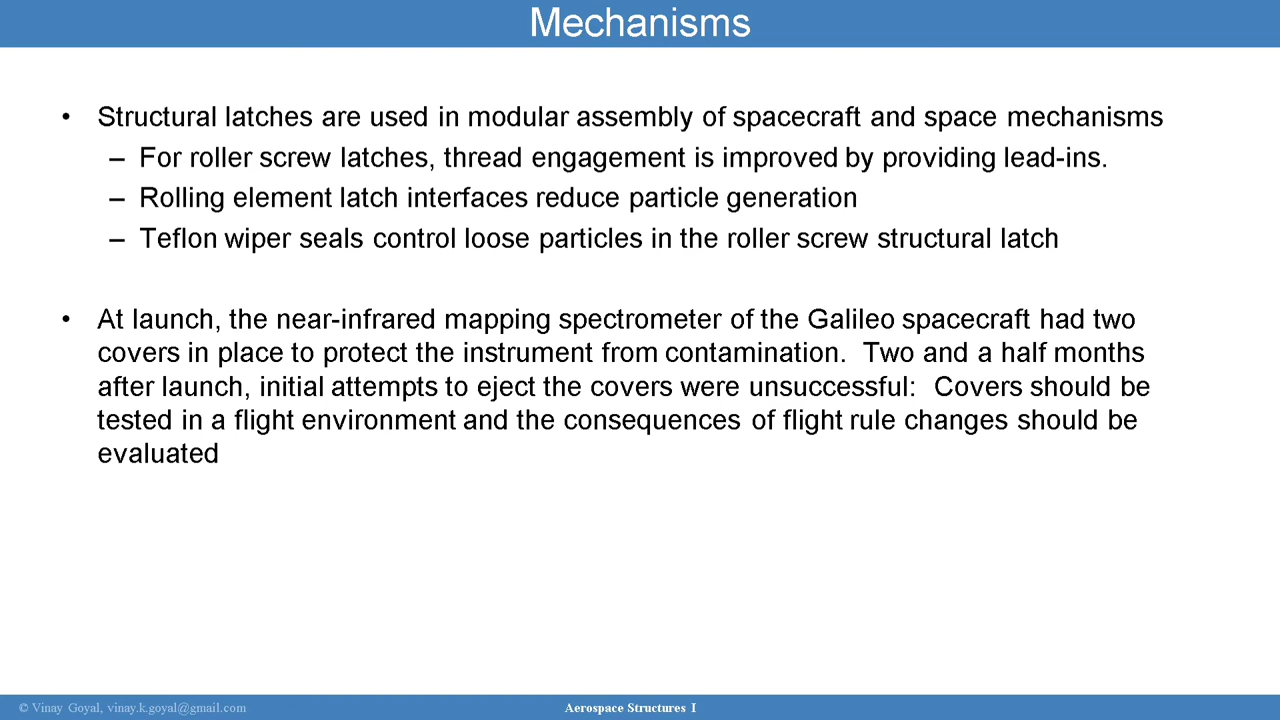 Mechanisms
• Structural latches are used in modular assembly of spacecraft and space mechanisms
– For roller screw latches, thread engagement is improved by providing lead-ins.
– Rolling element latch interfaces reduce particle generation
– Teflon wiper seals control loose particles in the roller screw structural latch
• At launch, the near-infrared mapping spectrometer of the Galileo spacecraft had two
covers in place to protect the instrument from contamination.  Two and a half months
after launch, initial attempts to eject the covers were unsuccessful:  Covers should be
tested in a flight environment and the consequences of flight rule changes should be
evaluated
© Vinay Goyal, vinay.k.goyal@gmail.com
Aerospace Structures I